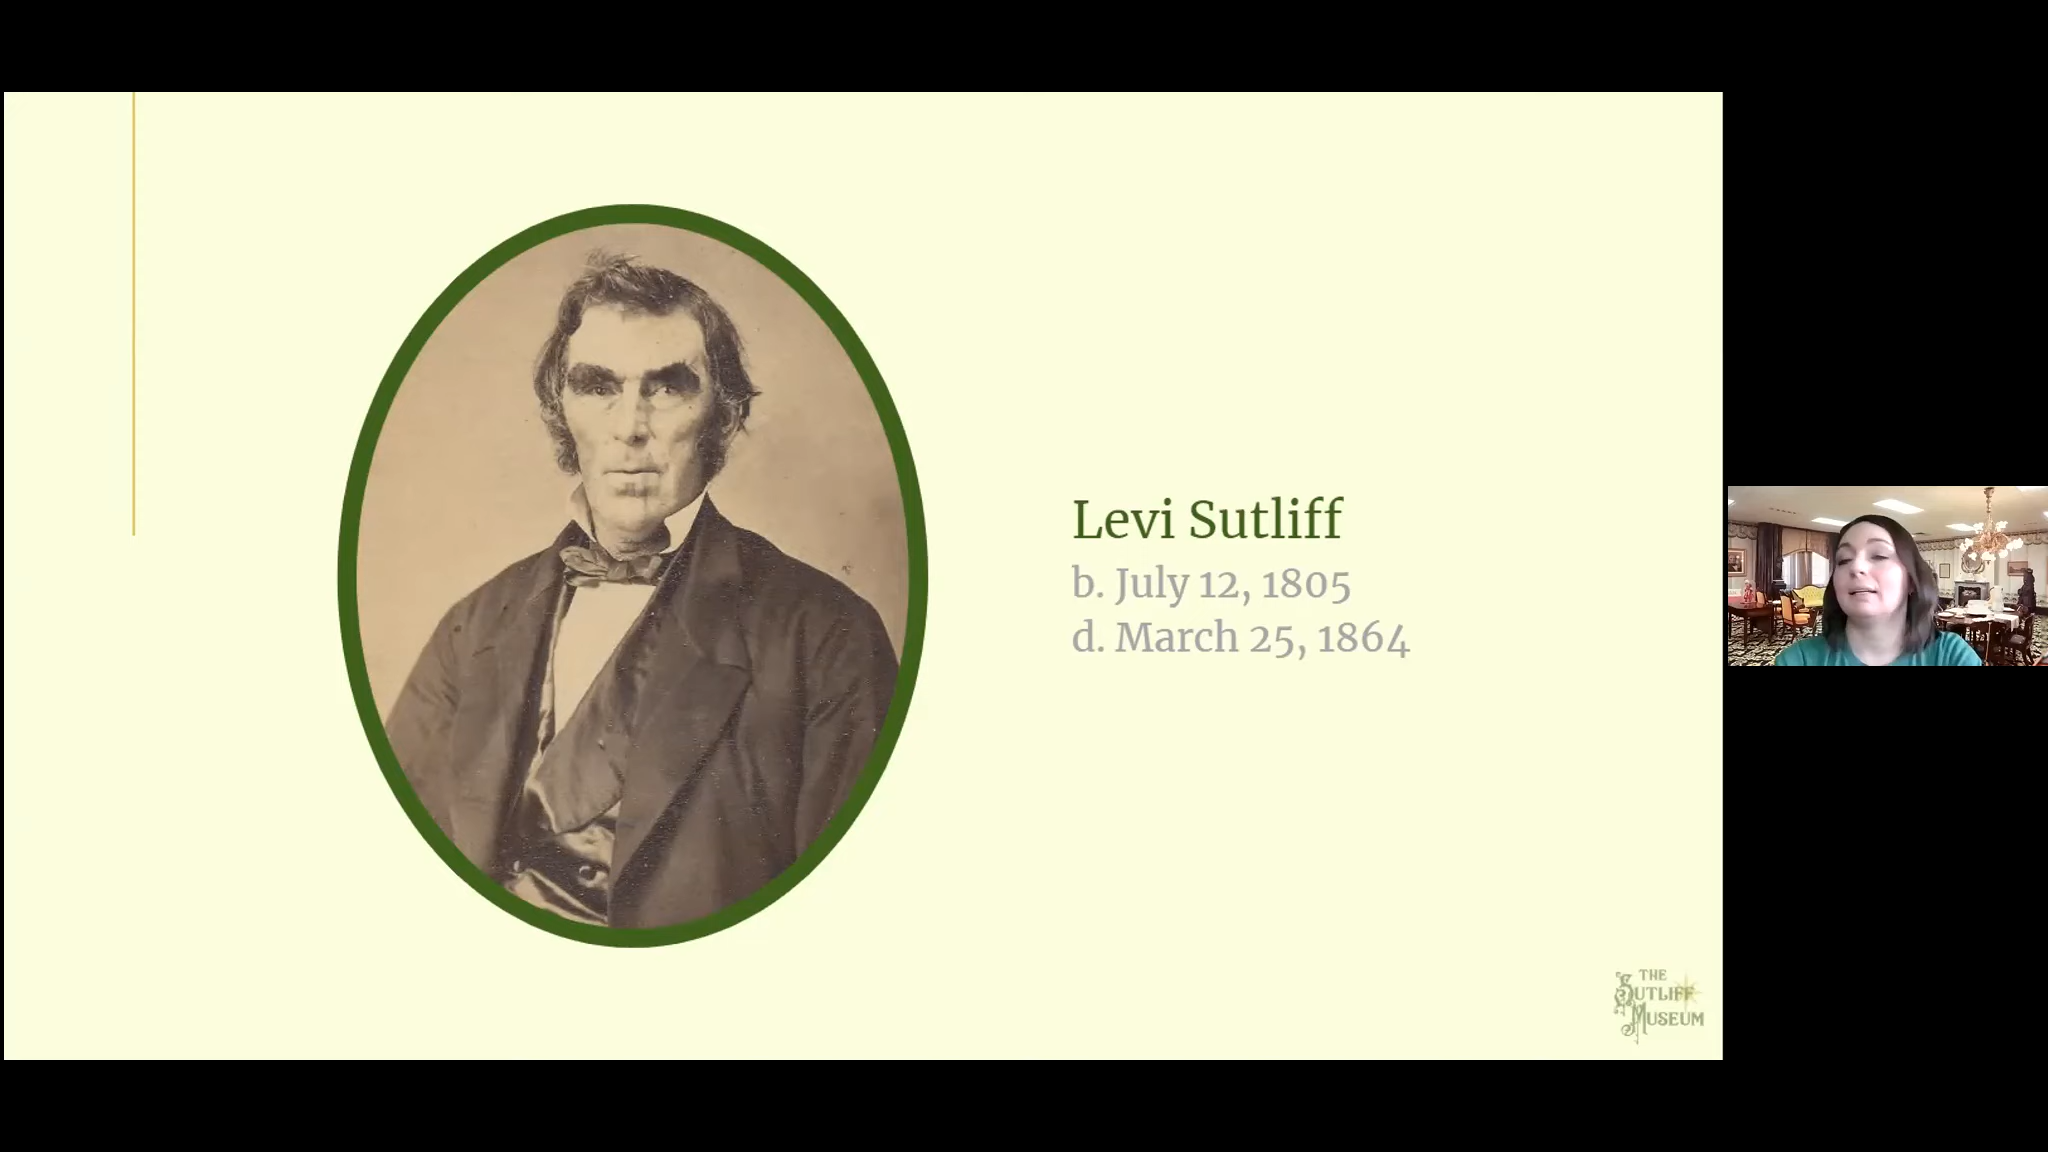 Levi Sutliff
b. July 12, 1805
d. March 25, 1864
THE
SUTLIFF
MUSEUM